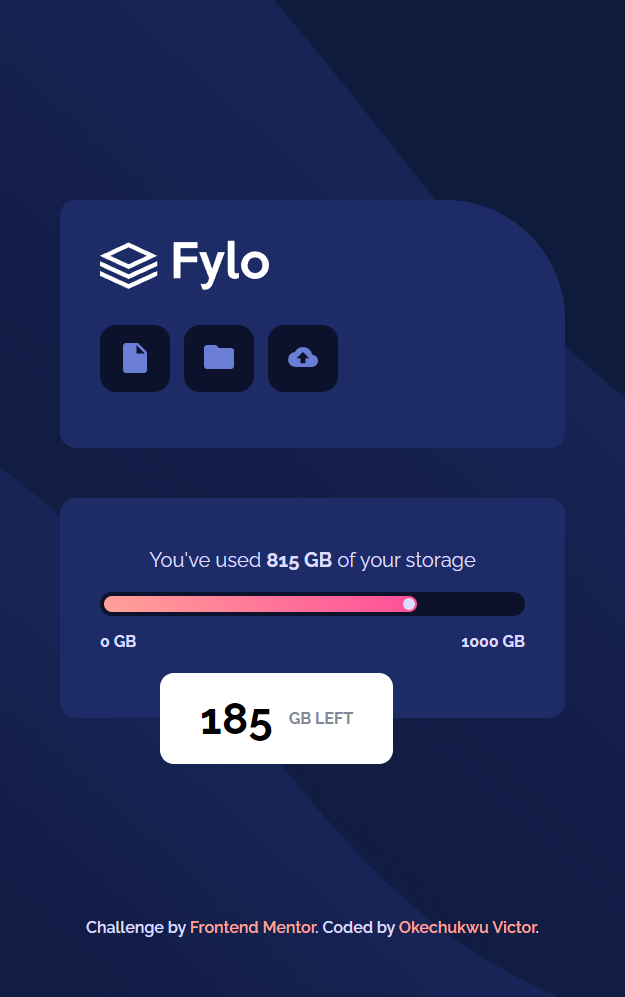 Fylo
You've used 815 GB of your storage
0 GB
1000 GB
185 GB LEFT
Challenge by Frontend Mentor. Coded by Okechukwu Victor.